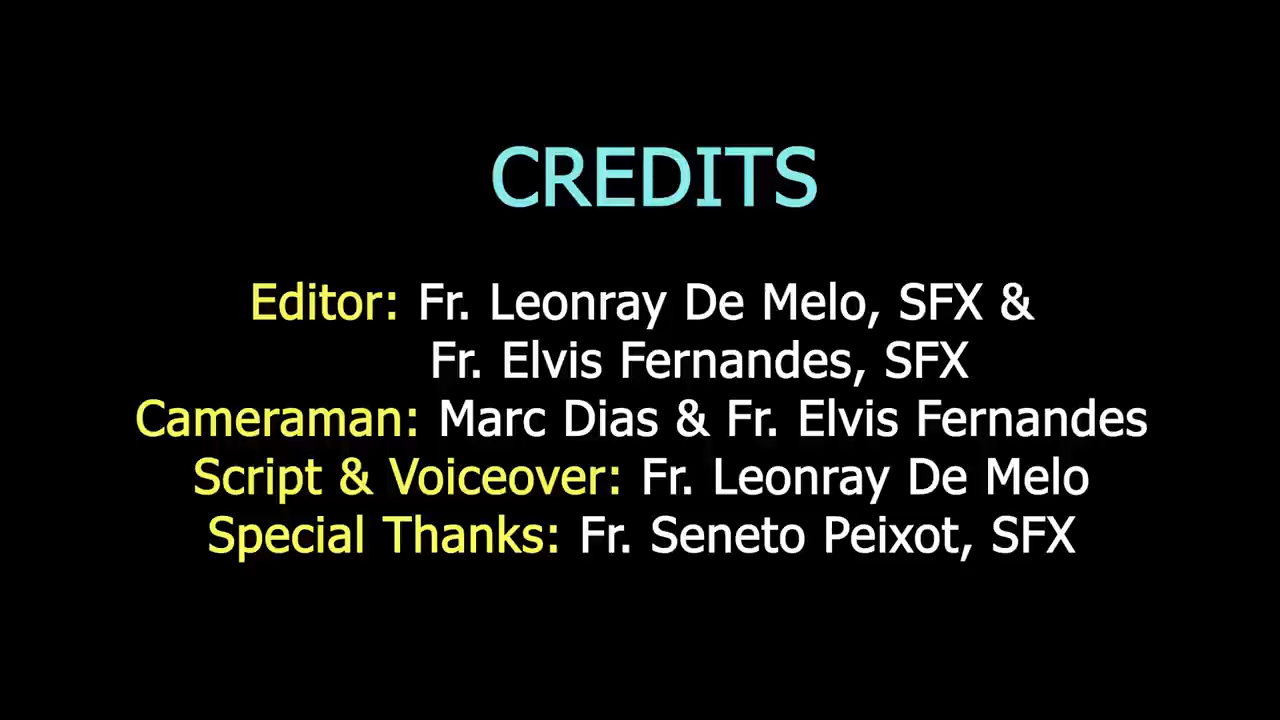 CREDITS
Editor: Fr. Leonray De Melo, SFX &
Fr. Elvis Fernandes, SFX
Cameraman: Marc Dias & Fr. Elvis Fernandes
Script & Voiceover: Fr. Leonray De Melo
Special Thanks: Fr. Seneto Peixot, SFX